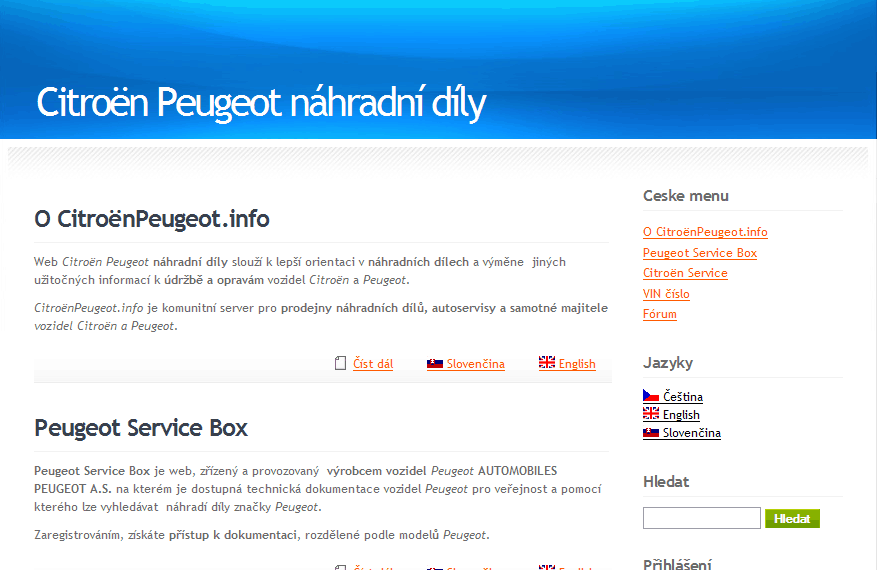 Citroën Peugeot náhradní díly
O CitroënPeugeot.info
Web Citroën Peugeot náhradní díly slouží k lepší orientaci v náhradních dílech a výměne jiných
užitočných informací k údržbě a opravám vozidel Citroën a Peugeot.
CitroënPeugeot.info je komunitní server pro prodejny náhradních dílů, autoservisy a samotné majitele
vozidel Citroën a Peugeot.
Číst dál Slovenčina English
Peugeot Service Box
Peugeot Service Box je web, zřízený a provozovaný výrobcem vozidel Peugeot AUTOMOBILES
PEUGEOT A.S. na kterém je dostupná technická dokumentace vozidel Peugeot pro veřejnost a pomocí
kterého lze vyhledávat náhradí díly značky Peugeot.
Zaregistrováním, získáte přístup k dokumentaci, rozdělené podle modelů Peugeot.
Číst dál Slovenčina English
Ceske menu
O CitroënPeugeot.info
Peugeot Service Box
Citroën Service
VIN číslo
Fórum
Jazyky
Čeština
English
Slovenčina
Hledat
Hledat
Přihlášení